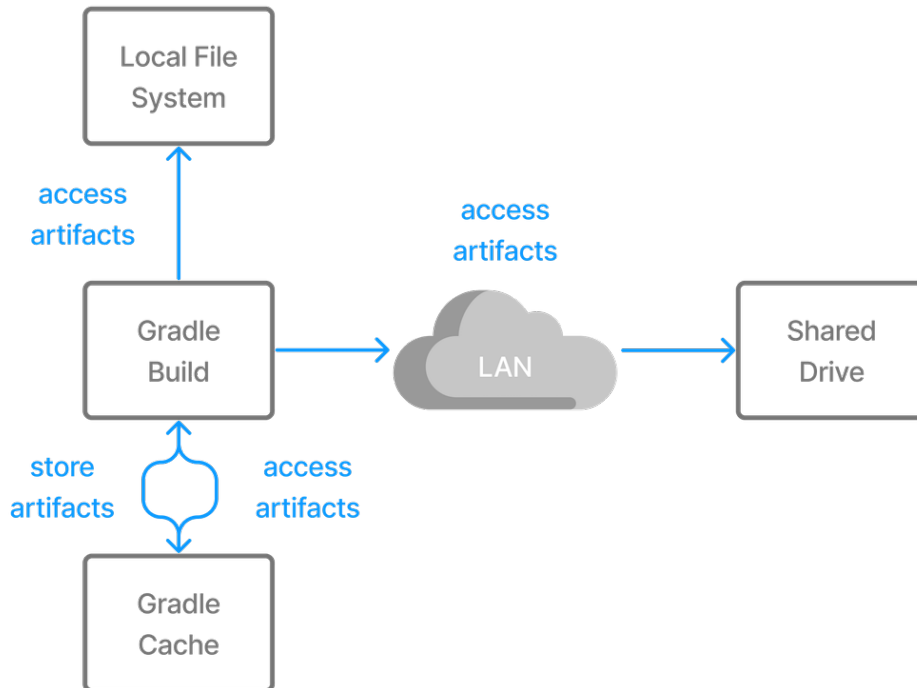 Local File
System
access
artifacts
access
artifacts
Gradle
Build
LAN
Shared
Drive
store
artifacts
access
artifacts
Gradle
Cache